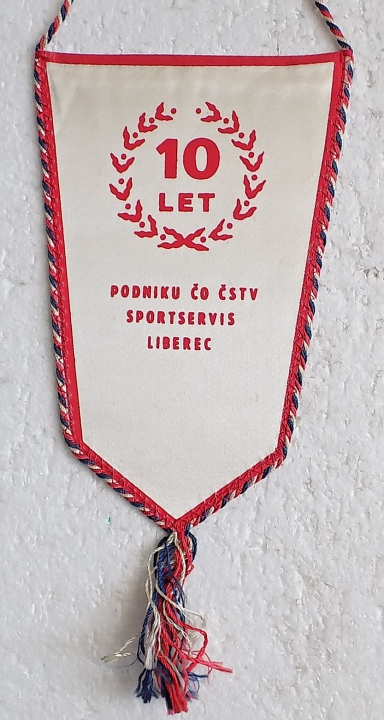 10
LET
PODNIKU ČO ČSTV
SPORTSERVIS
LIBEREC